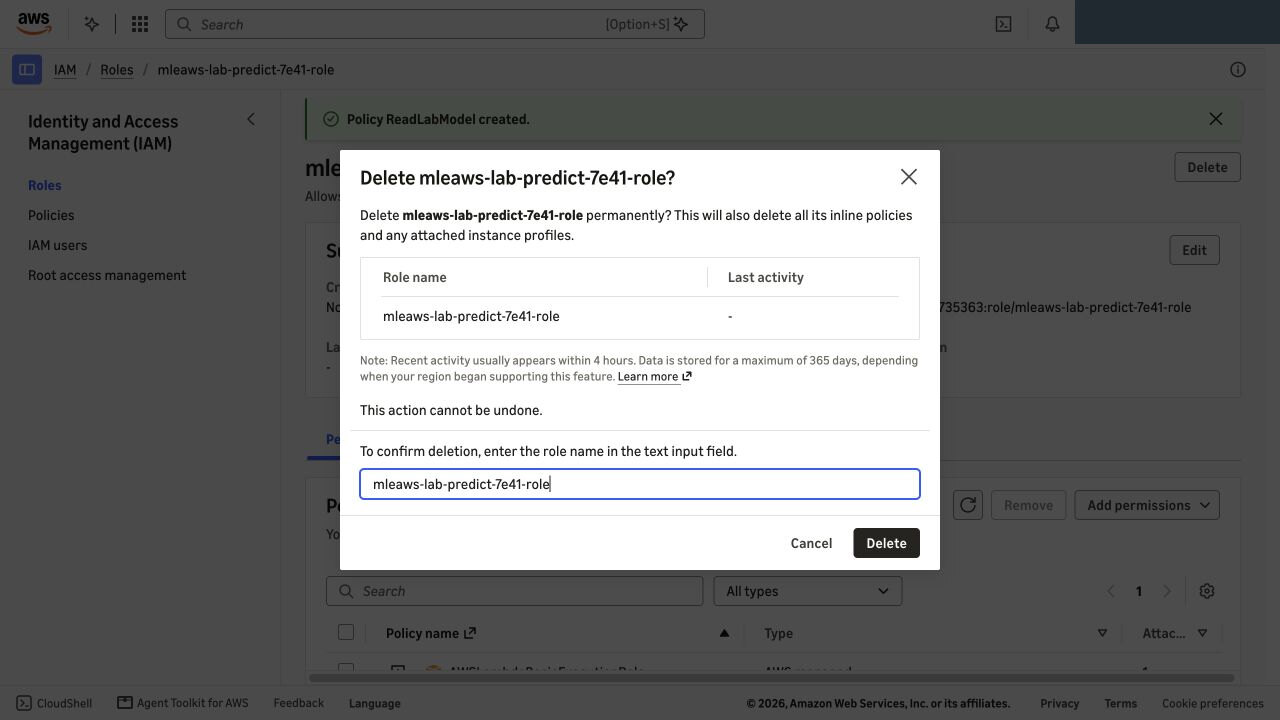 aws
Search
[Option+S]
IAM / Roles / mleaws-lab-predict-7e41-role
Identity and Access
Management (IAM)
Roles
Policies
IAM users
Root access management
Policy ReadLabModel created.
Delete
Edit
735363:role/mleaws-lab-predict-7e41-role
Delete mleaws-lab-predict-7e41-role?
Delete mleaws-lab-predict-7e41-role permanently? This will also delete all its inline policies
and any attached instance profiles.
Role name Last activity
mleaws-lab-predict-7e41-role -
Note: Recent activity usually appears within 4 hours. Data is stored for a maximum of 365 days, depending
when your region began supporting this feature. Learn more
This action cannot be undone.
To confirm deletion, enter the role name in the text input field.
mleaws-lab-predict-7e41-role
Cancel Delete
Remove Add permissions
Search All types 1
Policy name Type Attac...
AWSLambdaBasicExecutionRole AWS managed 1
CloudShell Agent Toolkit for AWS Feedback Language © 2026, Amazon Web Services, Inc. or its affiliates. Privacy Terms Cookie preferences